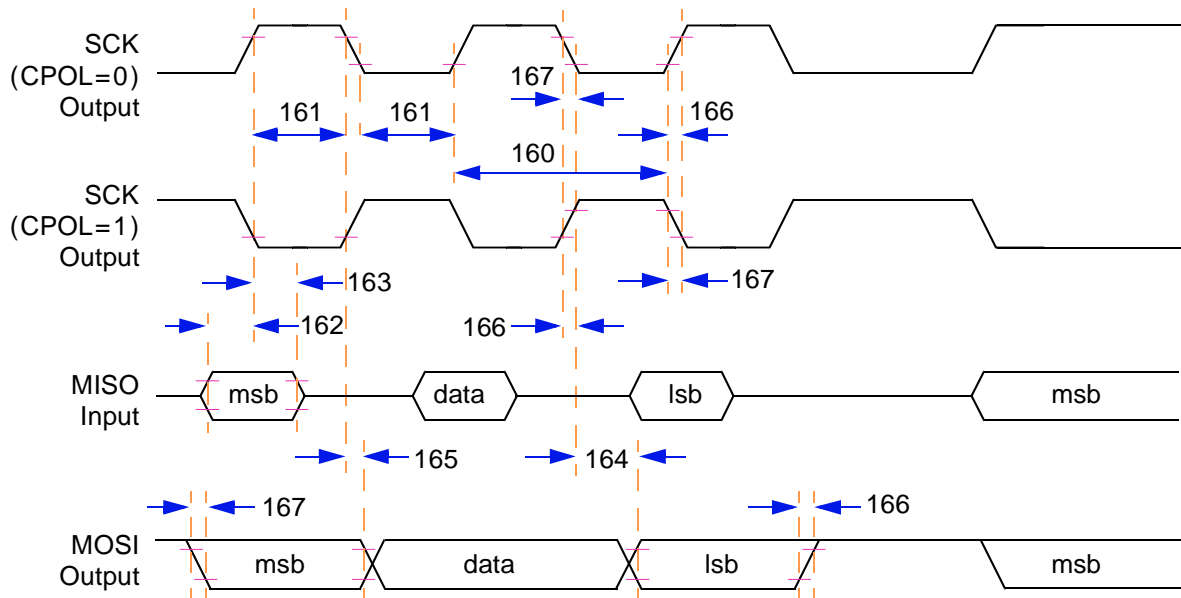 SCK
(CPOL=0)
Output
161
161
167
166
160
SCK
(CPOL=1)
Output
163
167
162
166
MISO
Input
msb
data
lsb
msb
165
164
167
166
MOSI
Output
msb
data
lsb
msb